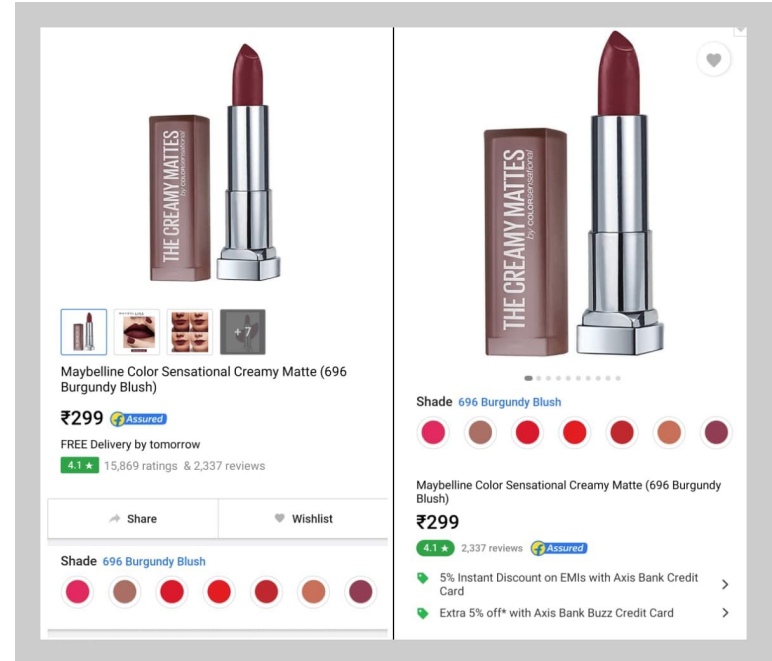 THE CREAMY MATTES
by COLORsensational
+ 7
Maybelline Color Sensational Creamy Matte (696
Burgundy Blush)
₹299 f Assured
FREE Delivery by tomorrow
4.1 ★ 15,869 ratings & 2,337 reviews
Share
Wishlist
Shade 696 Burgundy Blush
THE CREAMY MATTES
by COLORsensational
Shade 696 Burgundy Blush
Maybelline Color Sensational Creamy Matte (696 Burgundy
Blush)
₹299
4.1 ★ 2,337 reviews f Assured
5% Instant Discount on EMIs with Axis Bank Credit
Card
Extra 5% off* with Axis Bank Buzz Credit Card